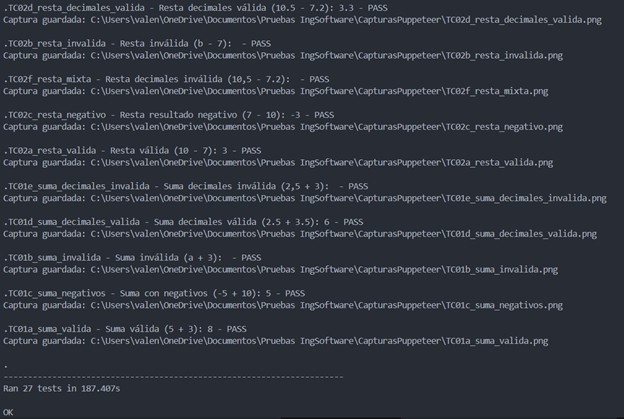 .TC02d_resta_decimales_valida - Resta decimales válida (10.5 - 7.2): 3.3 - PASS
Captura guardada: C:\Users\valen\OneDrive\Documentos\Pruebas IngSoftware\CapturasPuppeteer\TC02d_resta_decimales_valida.png
.TC02b_resta_invalida - Resta inválida (b - 7):  - PASS
Captura guardada: C:\Users\valen\OneDrive\Documentos\Pruebas IngSoftware\CapturasPuppeteer\TC02b_resta_invalida.png
.TC02f_resta_mixta - Resta decimales inválida (10,5 - 7.2):  - PASS
Captura guardada: C:\Users\valen\OneDrive\Documentos\Pruebas IngSoftware\CapturasPuppeteer\TC02f_resta_mixta.png
.TC02c_resta_negativo - Resta resultado negativo (7 - 10): -3 - PASS
Captura guardada: C:\Users\valen\OneDrive\Documentos\Pruebas IngSoftware\CapturasPuppeteer\TC02c_resta_negativo.png
.TC02a_resta_valida - Resta válida (10 - 7): 3 - PASS
Captura guardada: C:\Users\valen\OneDrive\Documentos\Pruebas IngSoftware\CapturasPuppeteer\TC02a_resta_valida.png
.TC01e_suma_decimales_invalida - Suma decimales inválida (2,5 + 3):  - PASS
Captura guardada: C:\Users\valen\OneDrive\Documentos\Pruebas IngSoftware\CapturasPuppeteer\TC01e_suma_decimales_invalida.png
.TC01d_suma_decimales_valida - Suma decimales válida (2.5 + 3.5): 6 - PASS
Captura guardada: C:\Users\valen\OneDrive\Documentos\Pruebas IngSoftware\CapturasPuppeteer\TC01d_suma_decimales_valida.png
.TC01b_suma_invalida - Suma inválida (a + 3):  - PASS
Captura guardada: C:\Users\valen\OneDrive\Documentos\Pruebas IngSoftware\CapturasPuppeteer\TC01b_suma_invalida.png
.TC01c_suma_negativos - Suma con negativos (-5 + 10): 5 - PASS
Captura guardada: C:\Users\valen\OneDrive\Documentos\Pruebas IngSoftware\CapturasPuppeteer\TC01c_suma_negativos.png
.TC01a_suma_valida - Suma válida (5 + 3): 8 - PASS
Captura guardada: C:\Users\valen\OneDrive\Documentos\Pruebas IngSoftware\CapturasPuppeteer\TC01a_suma_valida.png
.
----------------------------------------------------------------------
Ran 27 tests in 187.407s
OK